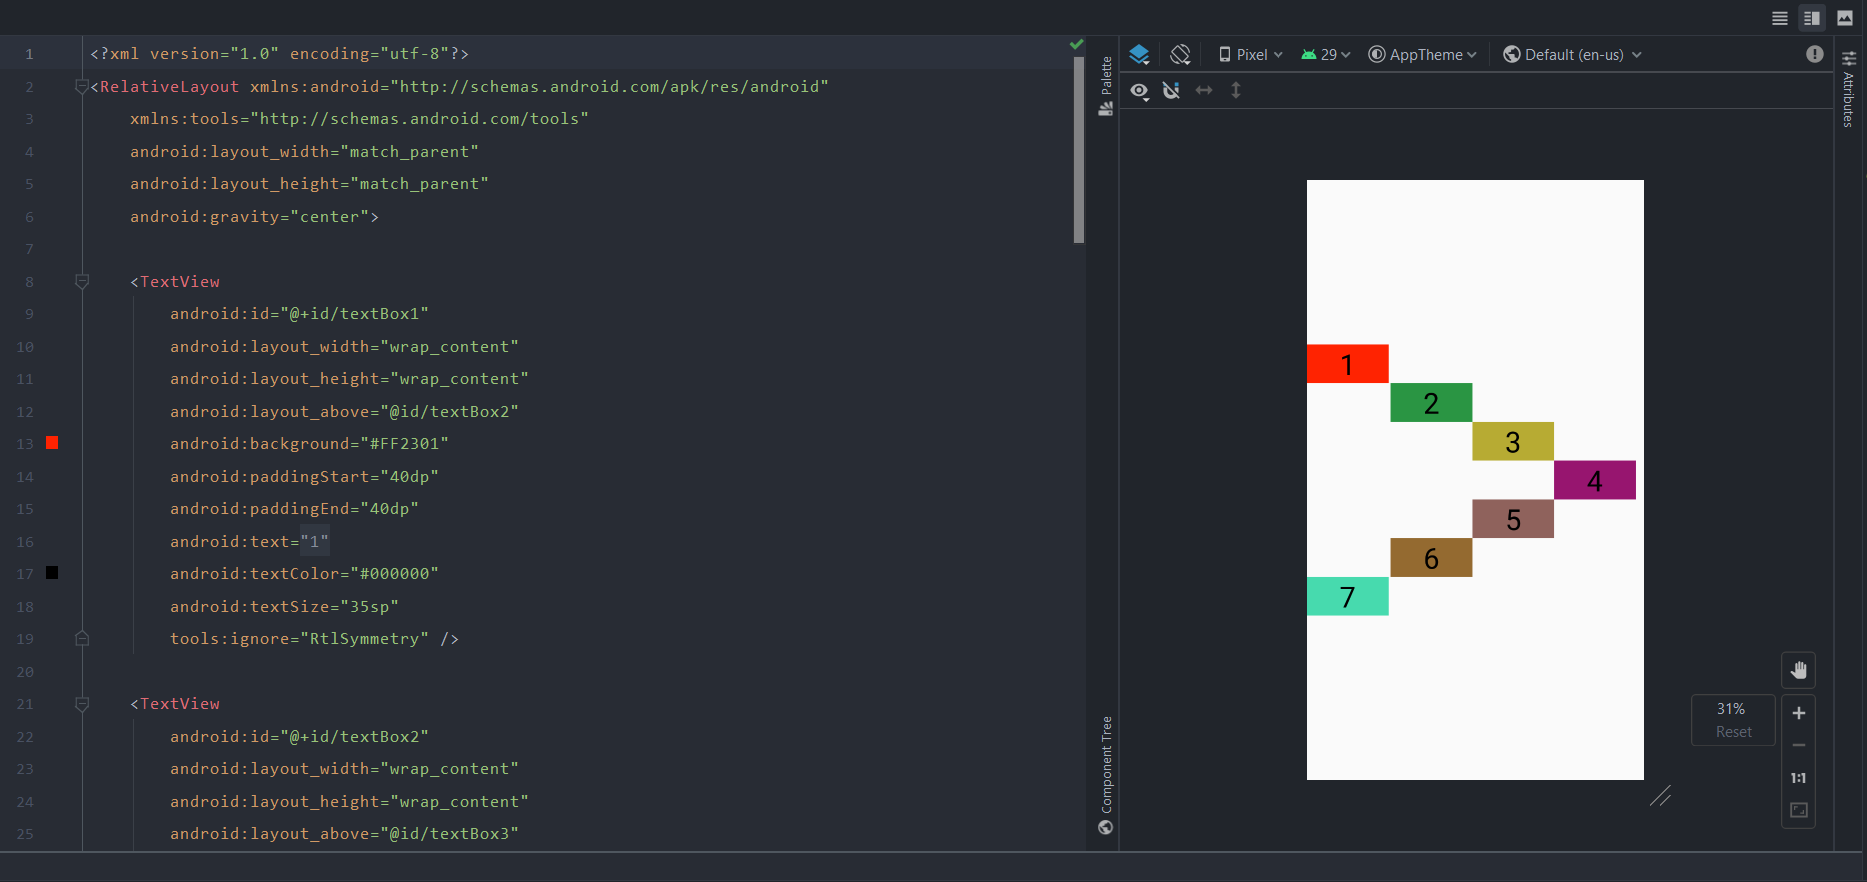 Pixel 29 AppTheme Default (en-us)
1 <?xml version="1.0" encoding="utf-8"?>
2 <RelativeLayout xmlns:android="http://schemas.android.com/apk/res/android"
3 xmlns:tools="http://schemas.android.com/tools"
4 android:layout_width="match_parent"
5 android:layout_height="match_parent"
6 android:gravity="center">
7
8 <TextView
9 android:id="@+id/textBox1"
10 android:layout_width="wrap_content"
11 android:layout_height="wrap_content"
12 android:layout_above="@id/textBox2"
13 android:background="#FF2301"
14 android:paddingStart="40dp"
15 android:paddingEnd="40dp"
16 android:text="1"
17 android:textColor="#000000"
18 android:textSize="35sp"
19 tools:ignore="RtlSymmetry" />
20
21 <TextView
22 android:id="@+id/textBox2"
23 android:layout_width="wrap_content"
24 android:layout_height="wrap_content"
25 android:layout_above="@id/textBox3"
Palette
Component Tree
Attributes
1
2
3
4
5
6
7
31%
Reset
1:1